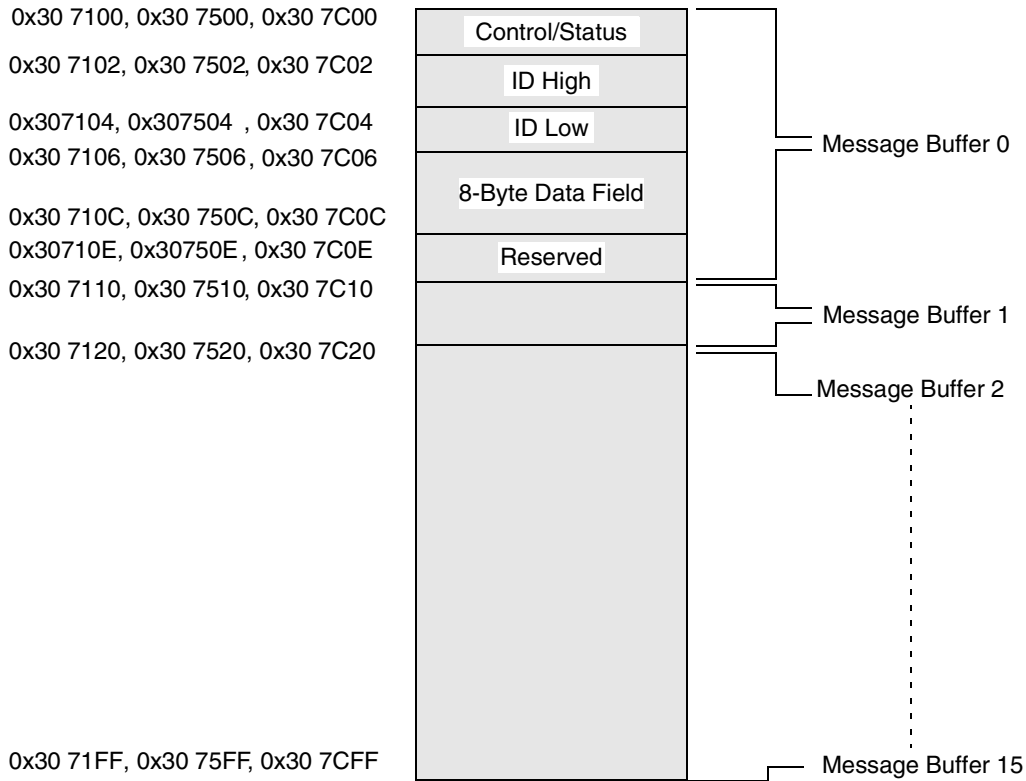 0x30 7100, 0x30 7500, 0x30 7C00
Control/Status
0x30 7102, 0x30 7502, 0x30 7C02
ID High
0x307104, 0x307504 , 0x30 7C04
ID Low
Message Buffer 0
0x30 7106, 0x30 7506, 0x30 7C06
8-Byte Data Field
0x30 710C, 0x30 750C, 0x30 7C0C
0x30710E, 0x30750E , 0x30 7C0E
Reserved
0x30 7110, 0x30 7510, 0x30 7C10
Message Buffer 1
0x30 7120, 0x30 7520, 0x30 7C20
Message Buffer 2
0x30 71FF, 0x30 75FF, 0x30 7CFF
Message Buffer 15